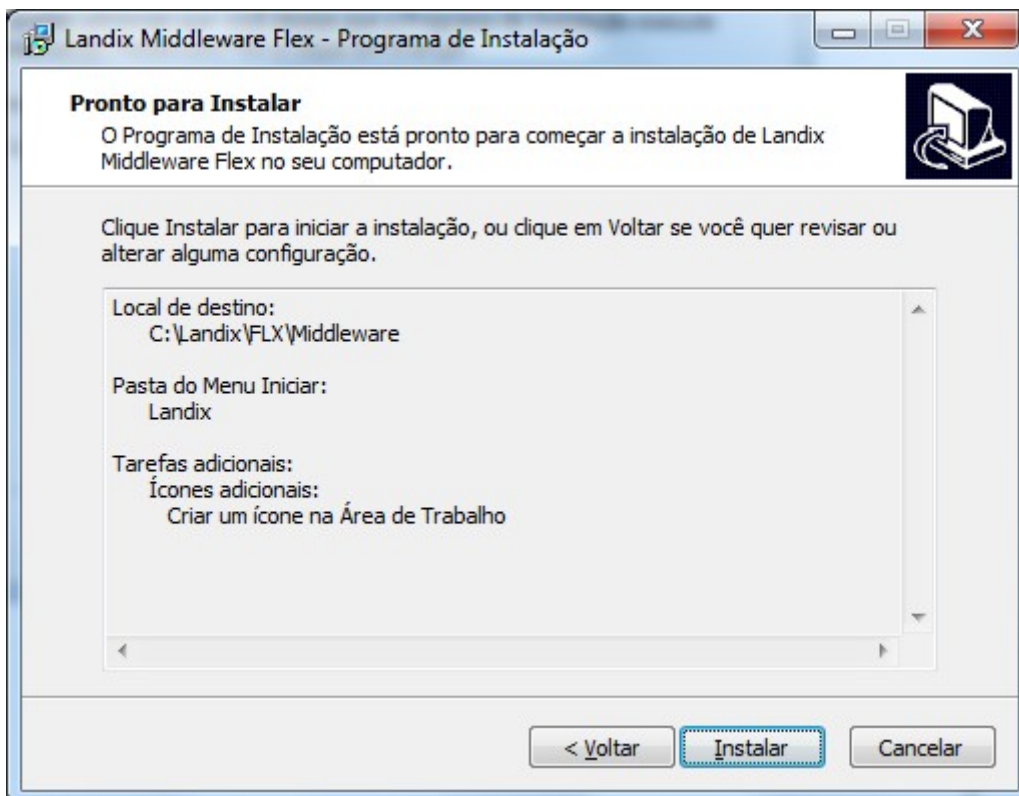 Landix Middleware Flex - Programa de Instalação
Pronto para Instalar
O Programa de Instalação está pronto para começar a instalação de Landix
Middleware Flex no seu computador.
Clique Instalar para iniciar a instalação, ou clique em Voltar se você quer revisar ou
alterar alguma configuração.
Local de destino:
C:\Landix\FLX\Middleware
Pasta do Menu Iniciar:
Landix
Tarefas adicionais:
Ícones adicionais:
Criar um ícone na Área de Trabalho
< Voltar
Instalar
Cancelar